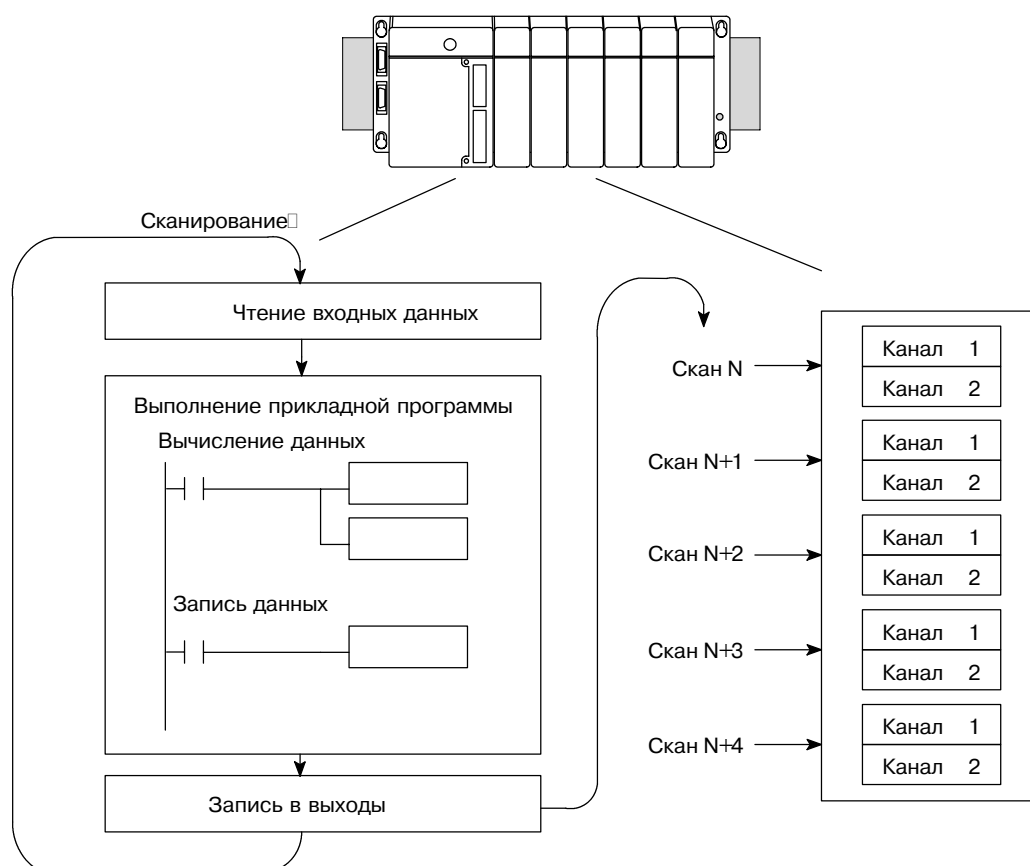 Сканирование
Чтение входных данных
Выполнение прикладной программы
Вычисление данных
Запись данных
Запись в выходы
Скан N
Канал 1
Канал 2
Скан N+1
Канал 1
Канал 2
Скан N+2
Канал 1
Канал 2
Скан N+3
Канал 1
Канал 2
Скан N+4
Канал 1
Канал 2